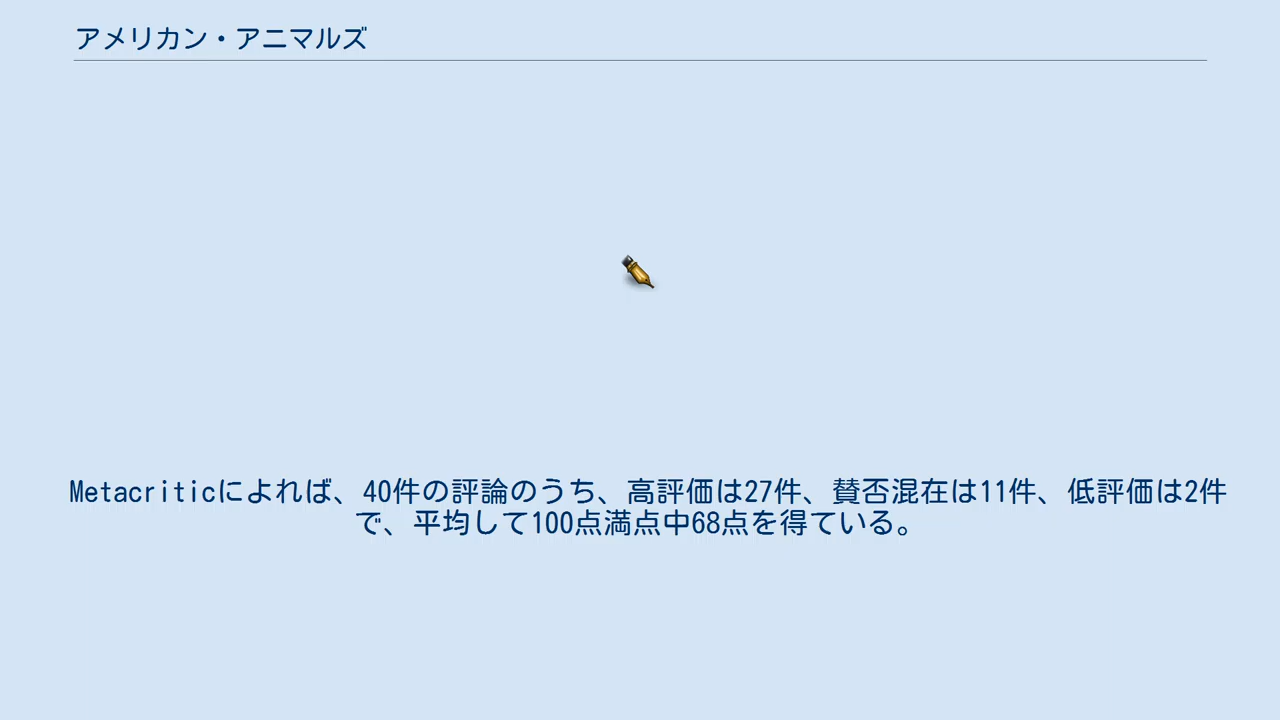 アメリカン・アニマルズ
Metacriticによれば、40件の評論のうち、高評価は27件、賛否混在は11件、低評価は2件
で、平均して100点満点中68点を得ている。